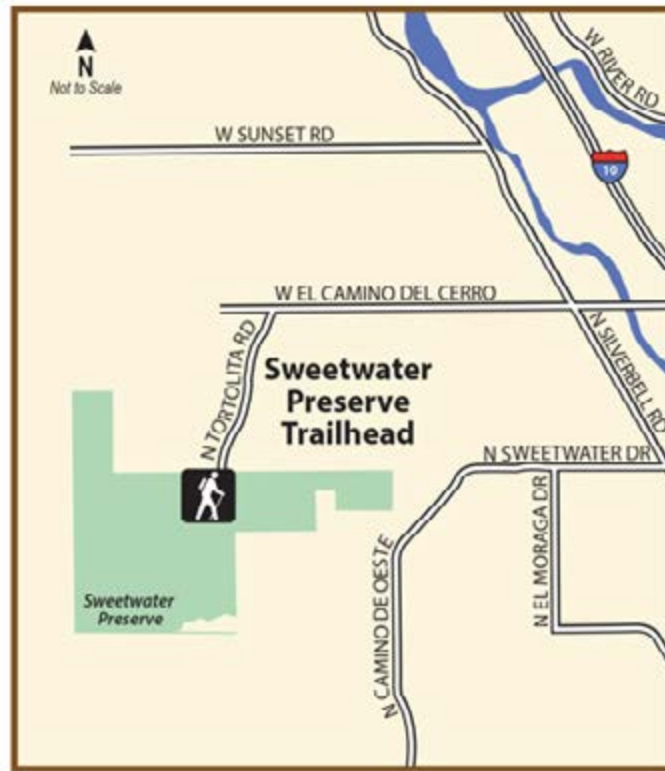 N
Not to Scale
W RIVER RD
W SUNSET RD
10
W EL CAMINO DEL CERRO
N TORTOLITA RD
N SILVERBELL RD
Sweetwater
Preserve
Trailhead
N SWEETWATER DR
N EL MORAGA DR
N CAMINO DE OESTE
Sweetwater
Preserve